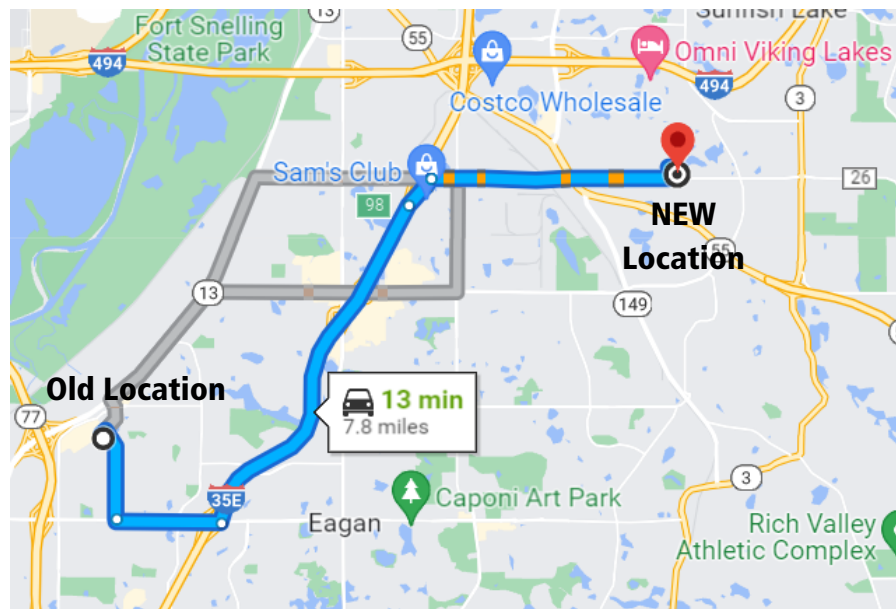 Sunfish Lake
13
Fort Snelling
State Park
55
494
Omni Viking Lakes
494
Costco Wholesale
3
Sam's Club
26
98
NEW
Location
55
13
149
Old Location
13 min
7.8 miles
77
3
35E
Caponi Art Park
Eagan
Rich Valley
Athletic Complex